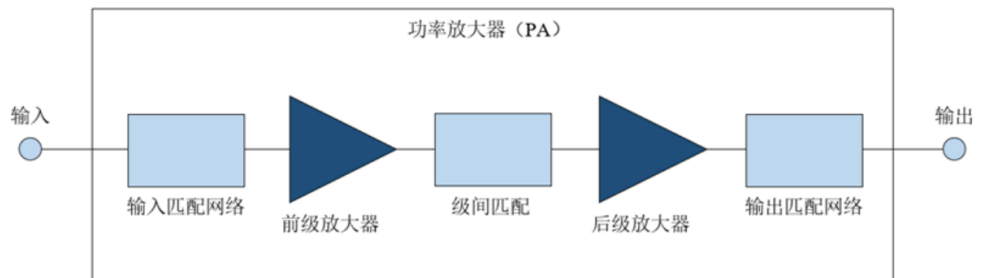 功率放大器（PA）
输入
输出
输入匹配网络
前级放大器
级间匹配
后级放大器
输出匹配网络